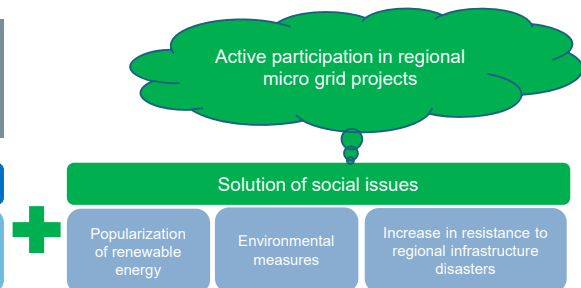 Active participation in regional
micro grid projects
Solution of social issues
Popularization
of renewable
energy
Environmental
measures
Increase in resistance to
regional infrastructure
disasters